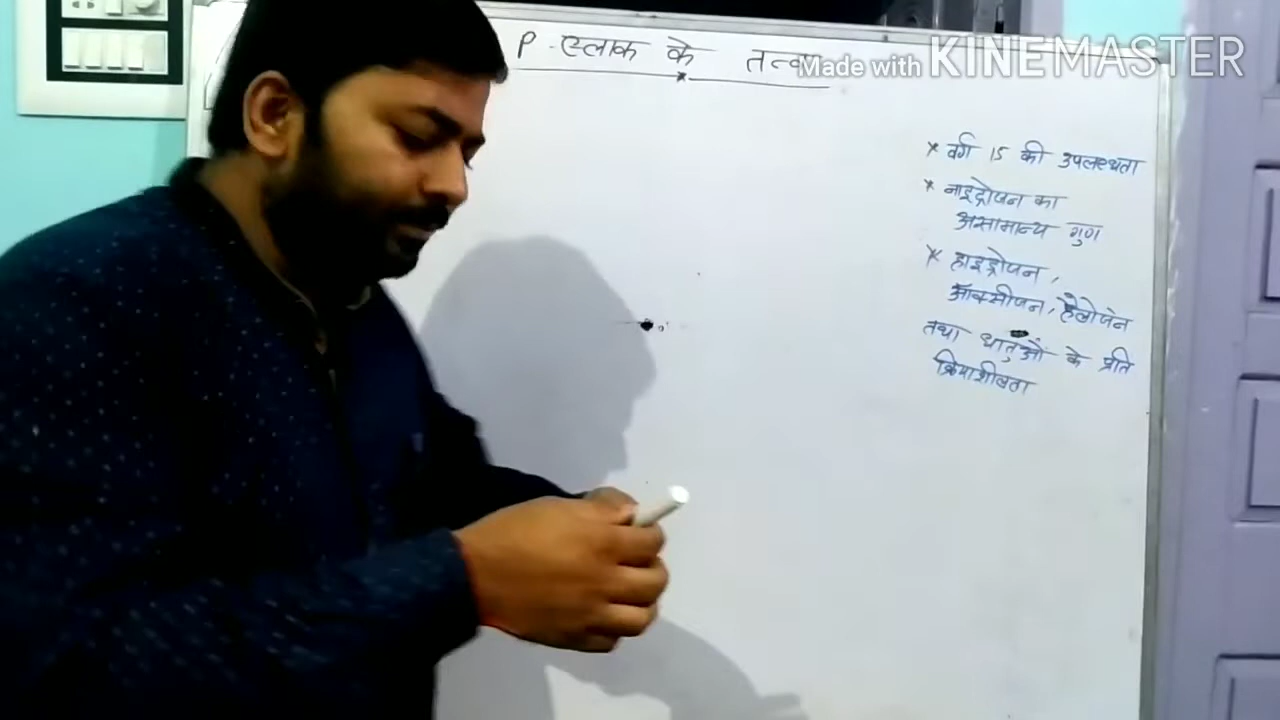 P-ब्लाक के तत्व
Made with KINEMASTER
* वर्ग 15 की उपलब्धता
* नाइट्रोजन का
असामान्य गुण
* हाइड्रोजन,
ऑक्सीजन, हैलोजन
तथा धातुओं के प्रति
क्रियाशीलता